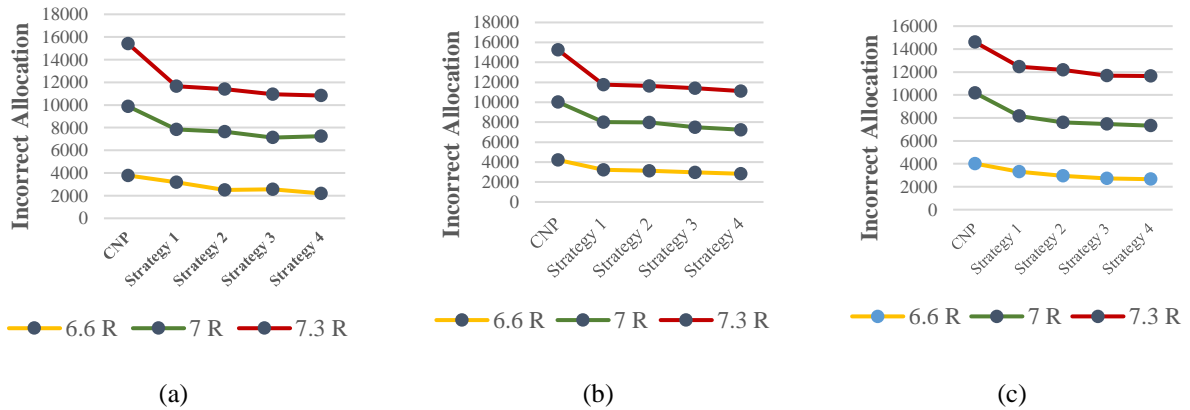 Incorrect Allocation
18000
16000
14000
12000
10000
8000
6000
4000
2000
0
CNP
Strategy 1
Strategy 2
Strategy 3
Strategy 4
6.6 R
7 R
7.3 R
(a)
Incorrect Allocation
18000
16000
14000
12000
10000
8000
6000
4000
2000
0
CNP
Strategy 1
Strategy 2
Strategy 3
Strategy 4
6.6 R
7 R
7.3 R
(b)
Incorrect Allocation
16000
14000
12000
10000
8000
6000
4000
2000
0
CNP
Strategy 1
Strategy 2
Strategy 3
Strategy 4
6.6 R
7 R
7.3 R
(c)